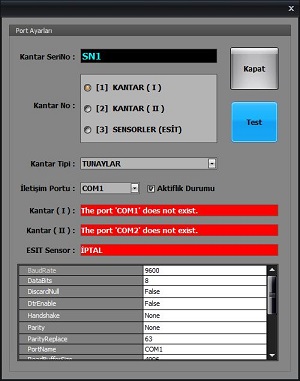 Port Ayarları
Kantar SeriNo : SN1
Kapat
Kantar No :
[1] KANTAR ( I )
[2] KANTAR ( II )
[3] SENSORLER (ESİT)
Test
Kantar Tipi : TUNAYLAR
İletişim Portu : COM1 Aktiflik Durumu
Kantar ( I ) : The port 'COM1' does not exist.
Kantar ( II ) : The port 'COM2' does not exist.
ESIT Sensor : IPTAL
BaudRate 9600
DataBits 8
DiscardNull False
DtrEnable False
Handshake None
Parity None
ParityReplace 63
PortName COM1
ReadBufferSize 4096